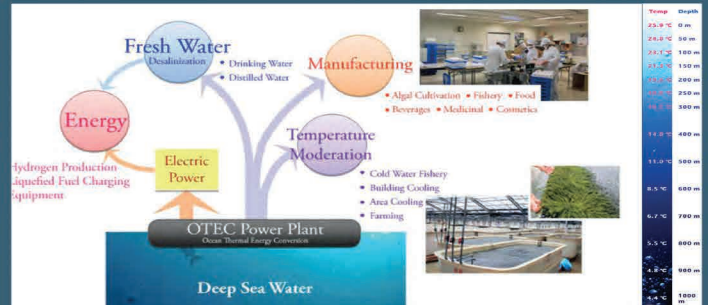 Fresh Water
Desalinization
• Drinking Water
• Distilled Water
Manufacturing
• Algal Cultivation • Fishery • Food
• Beverages • Medicinal • Cosmetics
Energy
Hydrogen Production
Liquefied Fuel Charging
Equipment
Electric
Power
Temperature
Moderation
• Cold Water Fishery
• Building Cooling
• Area Cooling
• Farming
OTEC Power Plant
Ocean Thermal Energy Conversion
Deep Sea Water
Temp Depth
25.9 °C 0 m
50 m
100 m
150 m
200 m
250 m
300 m
400 m
11.0 °C 500 m
8.5 °C 600 m
6.7 °C 700 m
5.5 °C 800 m
4.8 °C 900 m
4.4 °C 1000 m